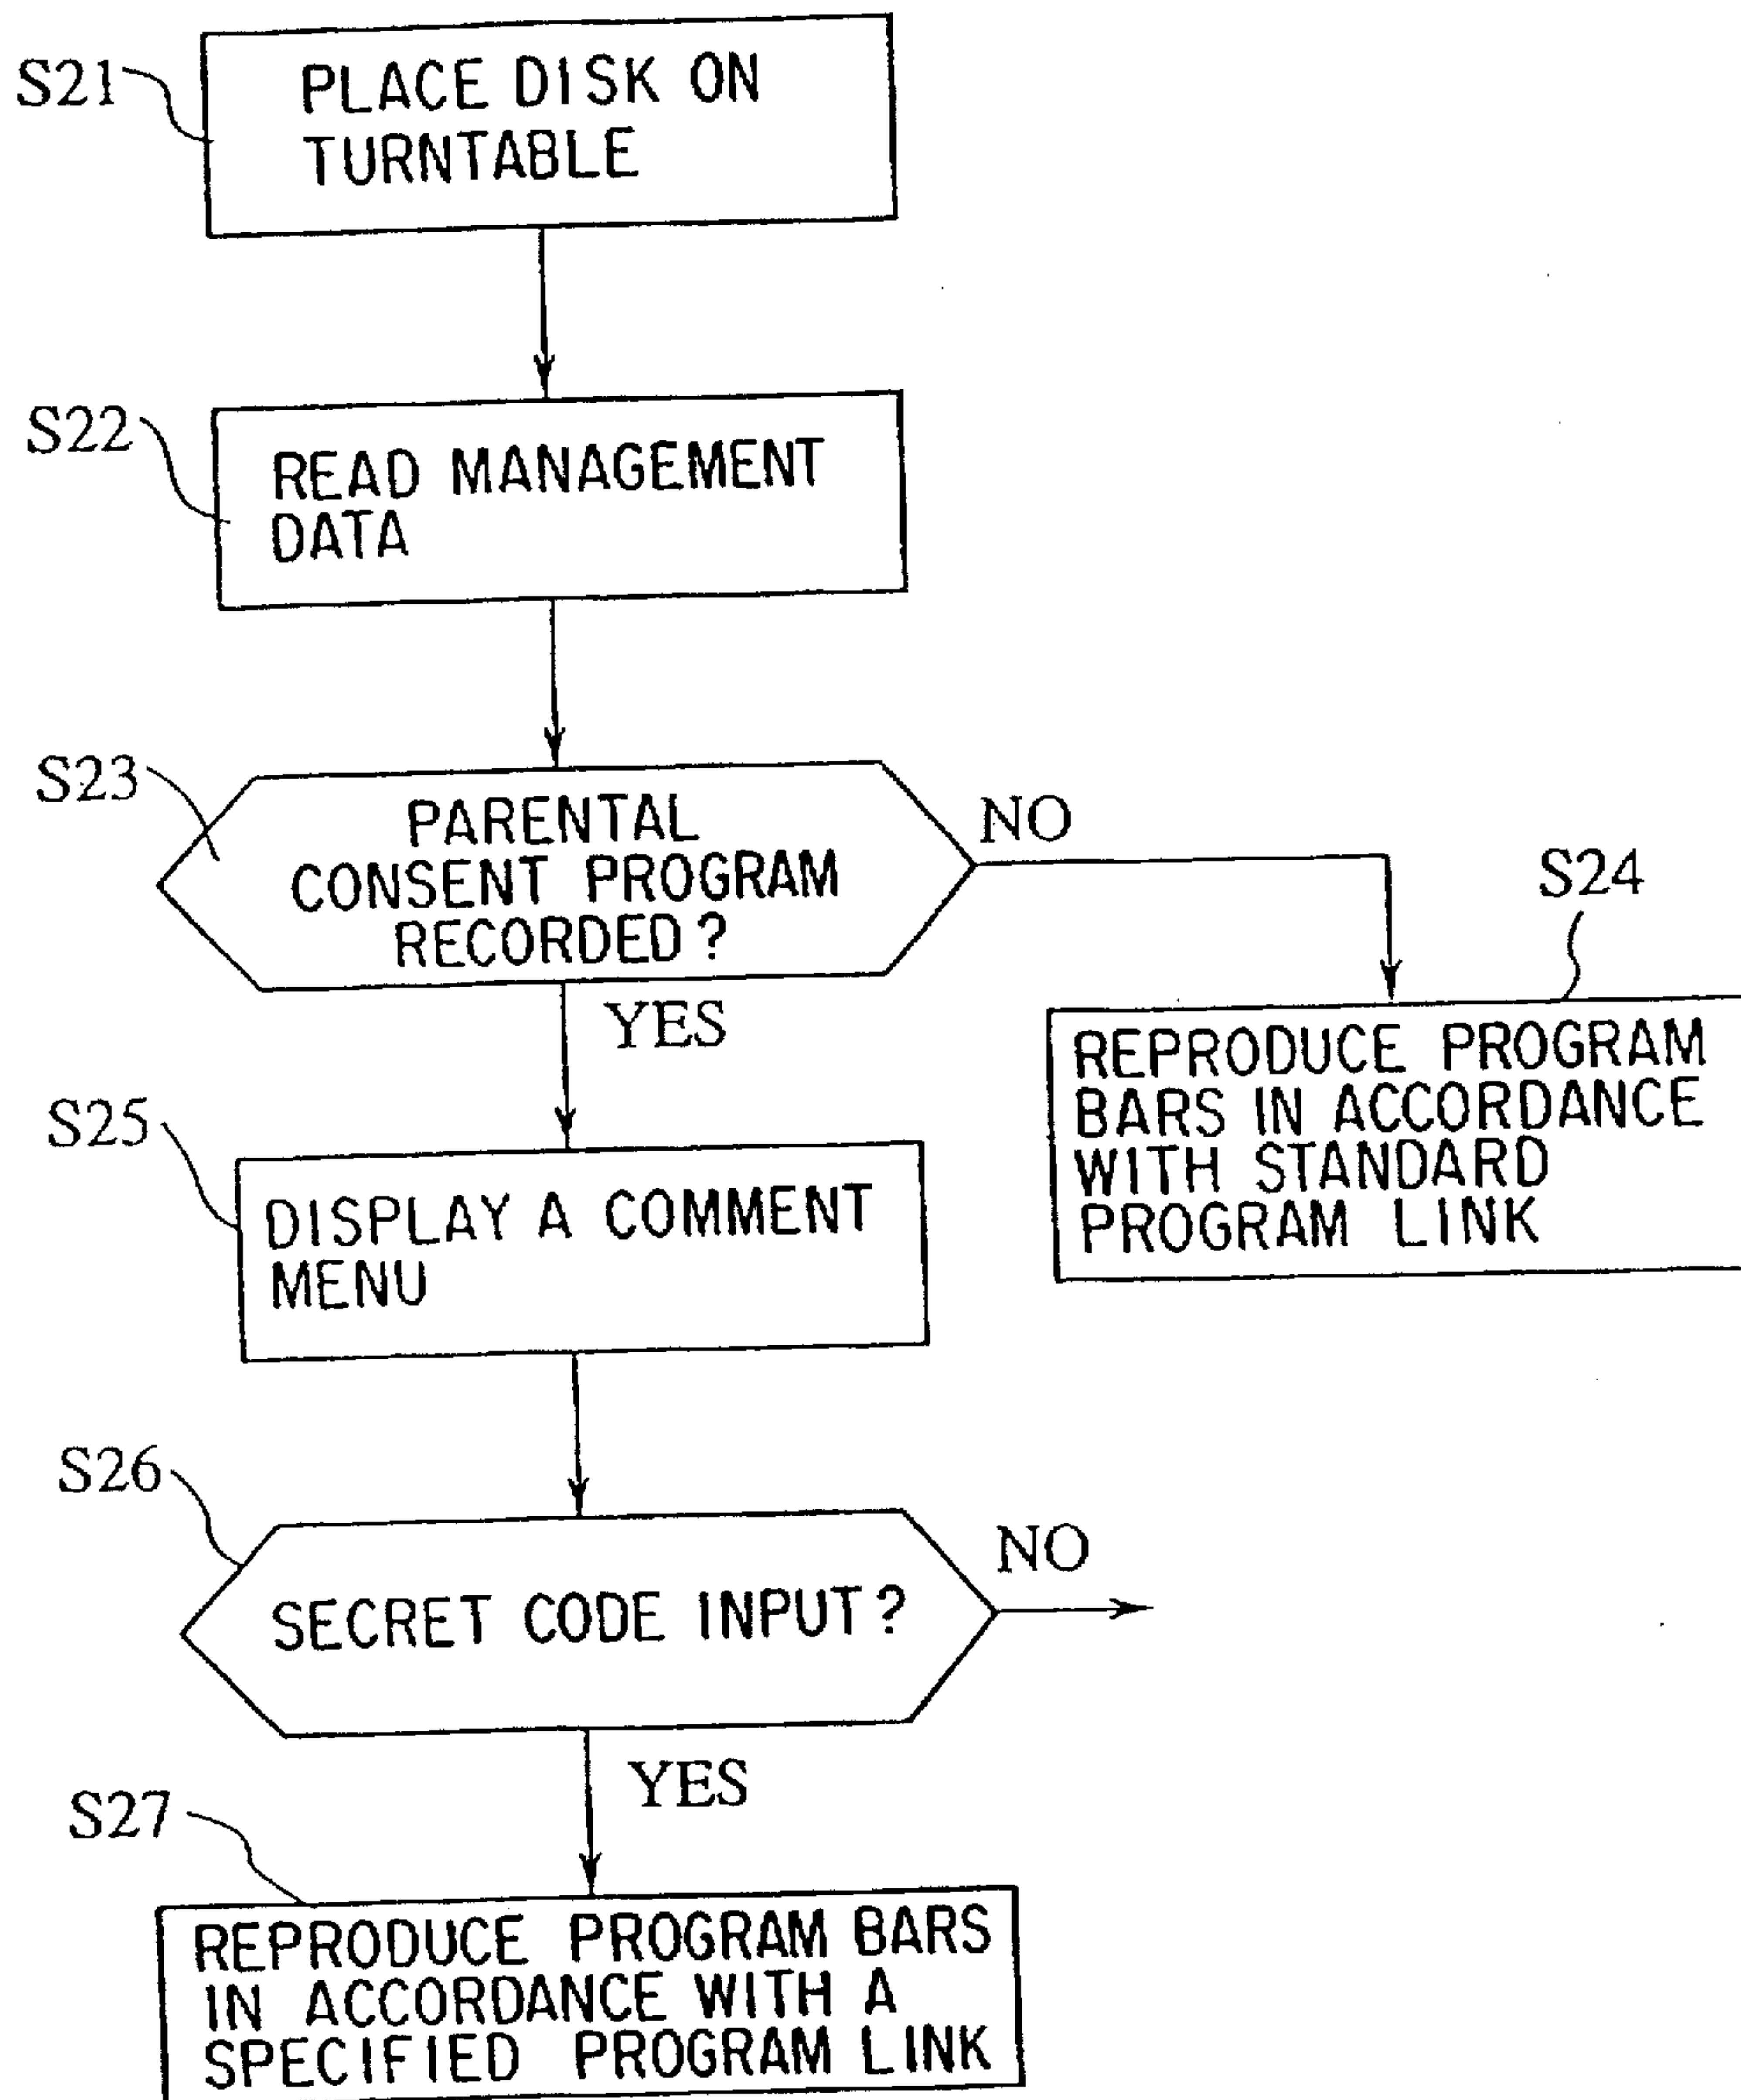 S21
PLACE DISK ON
TURNTABLE
S22
READ MANAGEMENT
DATA
S23
PARENTAL
CONSENT PROGRAM
RECORDED?
NO
YES
S24
REPRODUCE PROGRAM
BARS IN ACCORDANCE
WITH STANDARD
PROGRAM LINK
S25
DISPLAY A COMMENT
MENU
S26
SECRET CODE INPUT?
NO
YES
S27
REPRODUCE PROGRAM BARS
IN ACCORDANCE WITH A
SPECIFIED PROGRAM LINK